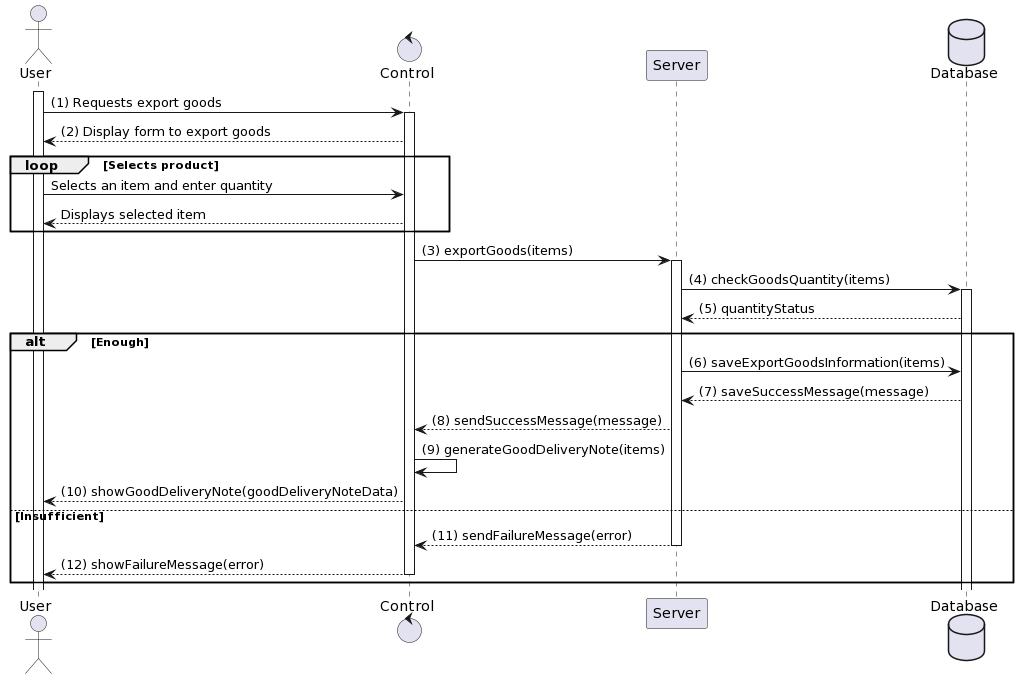 User
Control
Server
Database
(1) Requests export goods
(2) Display form to export goods
loop [Selects product]
Selects an item and enter quantity
Displays selected item
(3) exportGoods(items)
(4) checkGoodsQuantity(items)
(5) quantityStatus
alt [Enough]
(6) saveExportGoodsInformation(items)
(7) saveSuccessMessage(message)
(8) sendSuccessMessage(message)
(9) generateGoodDeliveryNote(items)
(10) showGoodDeliveryNote(goodDeliveryNoteData)
[Insufficient]
(11) sendFailureMessage(error)
(12) showFailureMessage(error)
User
Control
Server
Database